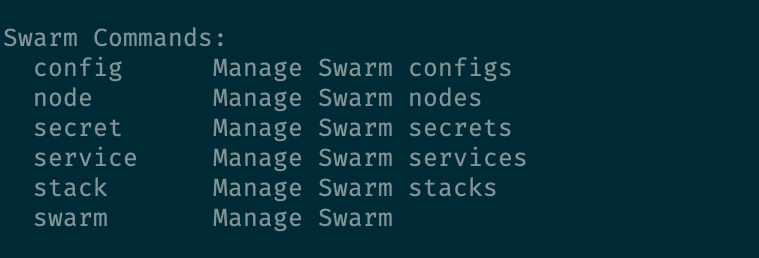 Swarm Commands:
  config      Manage Swarm configs
  node        Manage Swarm nodes
  secret      Manage Swarm secrets
  service     Manage Swarm services
  stack       Manage Swarm stacks
  swarm       Manage Swarm